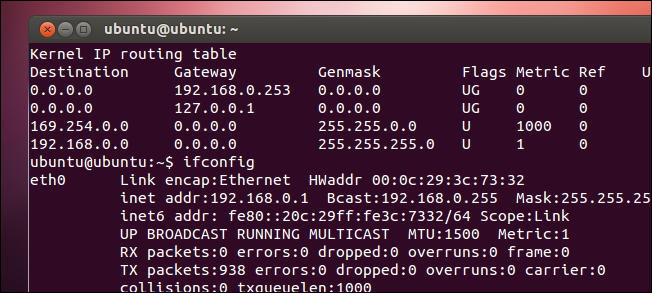 ubuntu@ubuntu: ~
Kernel IP routing table
Destination Gateway Genmask Flags Metric Ref U
0.0.0.0 192.168.0.253 0.0.0.0 UG 0 0
0.0.0.0 127.0.0.1 0.0.0.0 UG 0 0
169.254.0.0 0.0.0.0 255.255.0.0 U 1000 0
192.168.0.0 0.0.0.0 255.255.255.0 U 1 0
ubuntu@ubuntu:~$ ifconfig
eth0 Link encap:Ethernet HWaddr 00:0c:29:3c:73:32
inet addr:192.168.0.1 Bcast:192.168.0.255 Mask:255.255.25
inet6 addr: fe80::20c:29ff:fe3c:7332/64 Scope:Link
UP BROADCAST RUNNING MULTICAST MTU:1500 Metric:1
RX packets:0 errors:0 dropped:0 overruns:0 frame:0
TX packets:938 errors:0 dropped:0 overruns:0 carrier:0
collisions:0 txqueuelen:1000